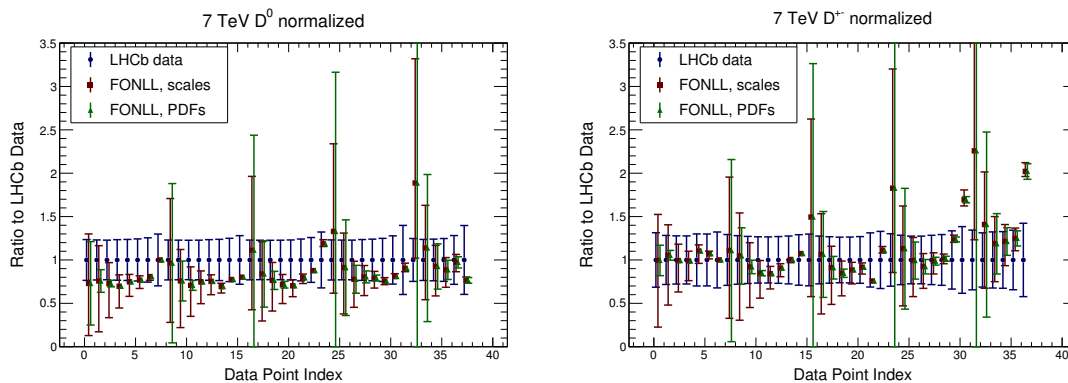 7 TeV D⁰ normalized
Ratio to LHCb Data
3.5
3
2.5
2
1.5
1
0.5
0
LHCb data
FONLL, scales
FONLL, PDFs
0 5 10 15 20 25 30 35 40
Data Point Index
7 TeV D⁺⁻ normalized
Ratio to LHCb Data
3.5
3
2.5
2
1.5
1
0.5
0
LHCb data
FONLL, scales
FONLL, PDFs
0 5 10 15 20 25 30 35 40
Data Point Index